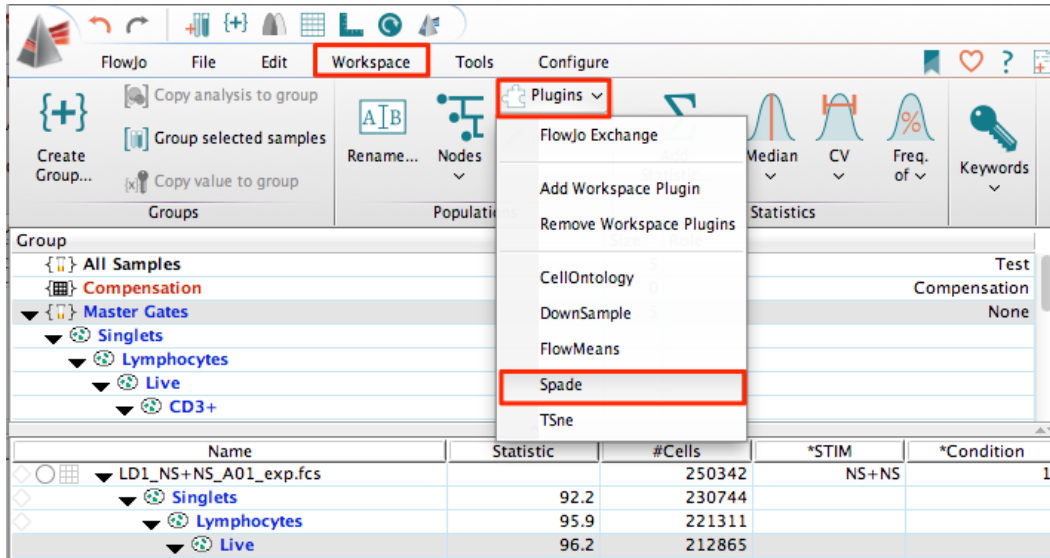 FlowJo File Edit Workspace Tools Configure
{+} Create Group...
Copy analysis to group
Group selected samples
Copy value to group
Groups
A B
Rename...
Nodes
Populati
Plugins
FlowJo Exchange
Add Workspace Plugin
Remove Workspace Plugins
CellOntology
DownSample
FlowMeans
Spade
TSne
Median
CV
%
Freq. of
Statistics
Keywords
Group
{ } All Samples Test
{ } Compensation Compensation
{ } Master Gates None
Singlets
Lymphocytes
Live
CD3+
Name Statistic #Cells *STIM *Condition
LD1_NS+NS_A01_exp.fcs 250342 NS+NS 1
Singlets 92.2 230744
Lymphocytes 95.9 221311
Live 96.2 212865